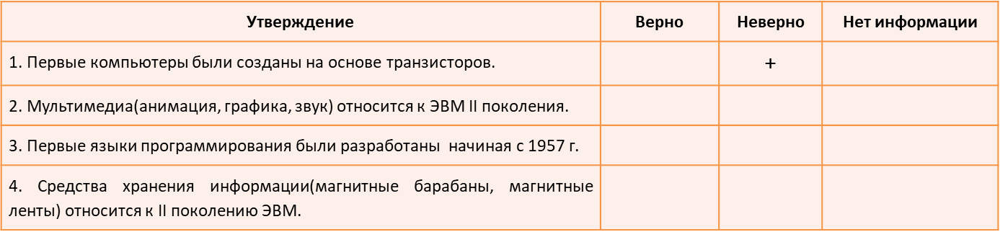 Утверждение Верно Неверно Нет информации
1. Первые компьютеры были созданы на основе транзисторов. +
2. Мультимедиа(анимация, графика, звук) относится к ЭВМ II поколения.
3. Первые языки программирования были разработаны начиная с 1957 г.
4. Средства хранения информации(магнитные барабаны, магнитные
ленты) относится к II поколению ЭВМ.